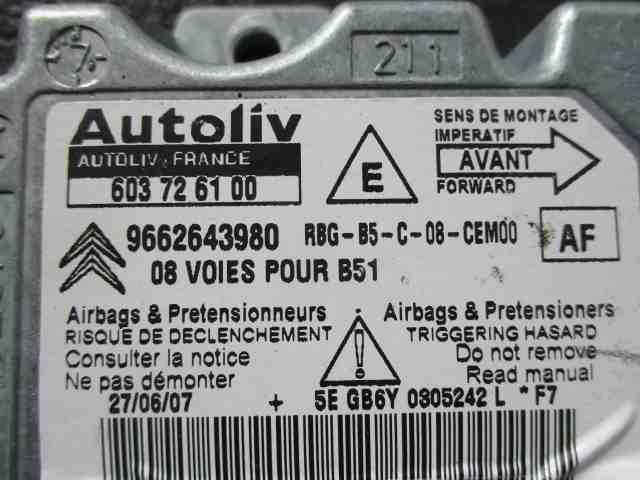 211
Autoliv
AUTOLIV-FRANCE
603 72 61 00
E
SENS DE MONTAGE
IMPERATIF
AVANT
FORWARD
9662643980 RBG-B5-C-08-CEM00 AF
08 VOIES POUR B51
Airbags & Pretensionneurs
RISQUE DE DECLENCHEMENT
Consulter la notice
Ne pas démonter
!
Airbags & Pretensioners
TRIGGERING HASARD
Do not remove
Read manual
27/06/07 + 5E GB6Y 0305242 L *F7